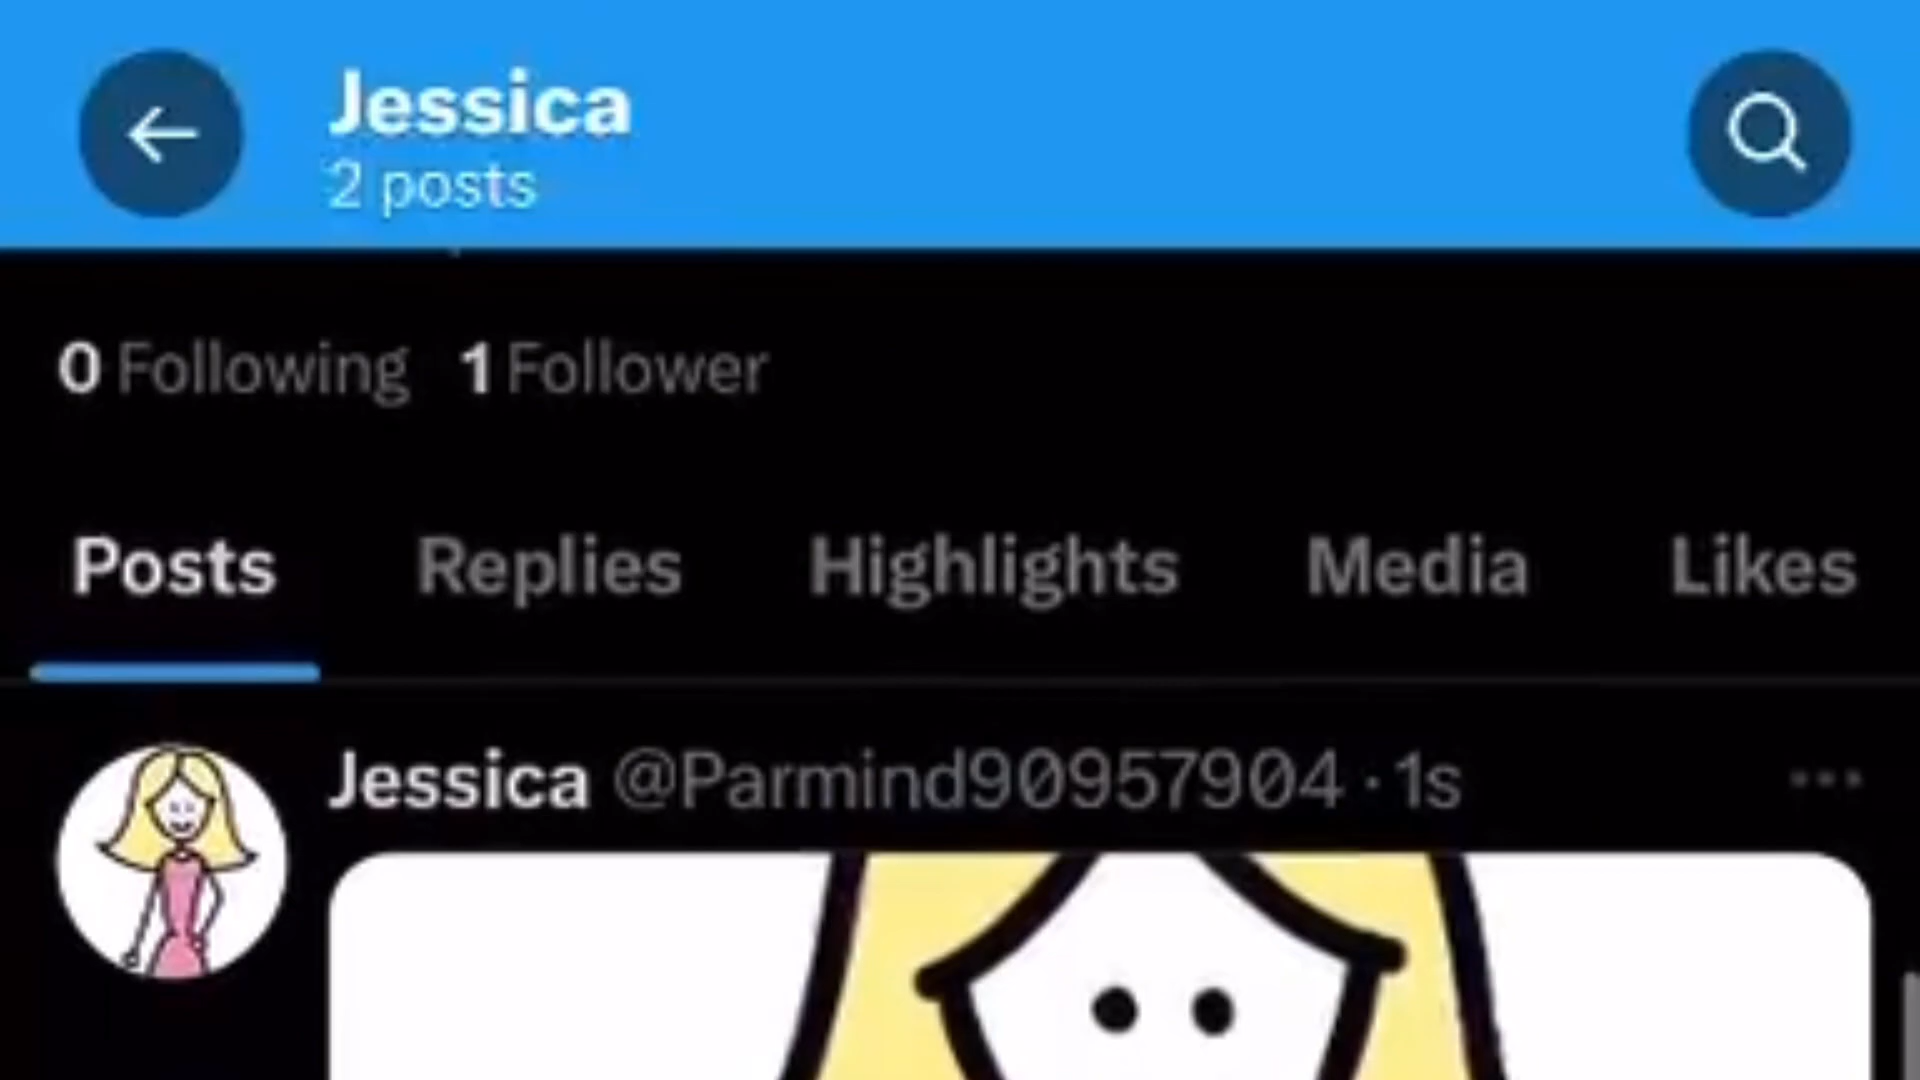 Jessica
2 posts
0 Following 1 Follower
Posts Replies Highlights Media Likes
Jessica @Parmind90957904 · 1s